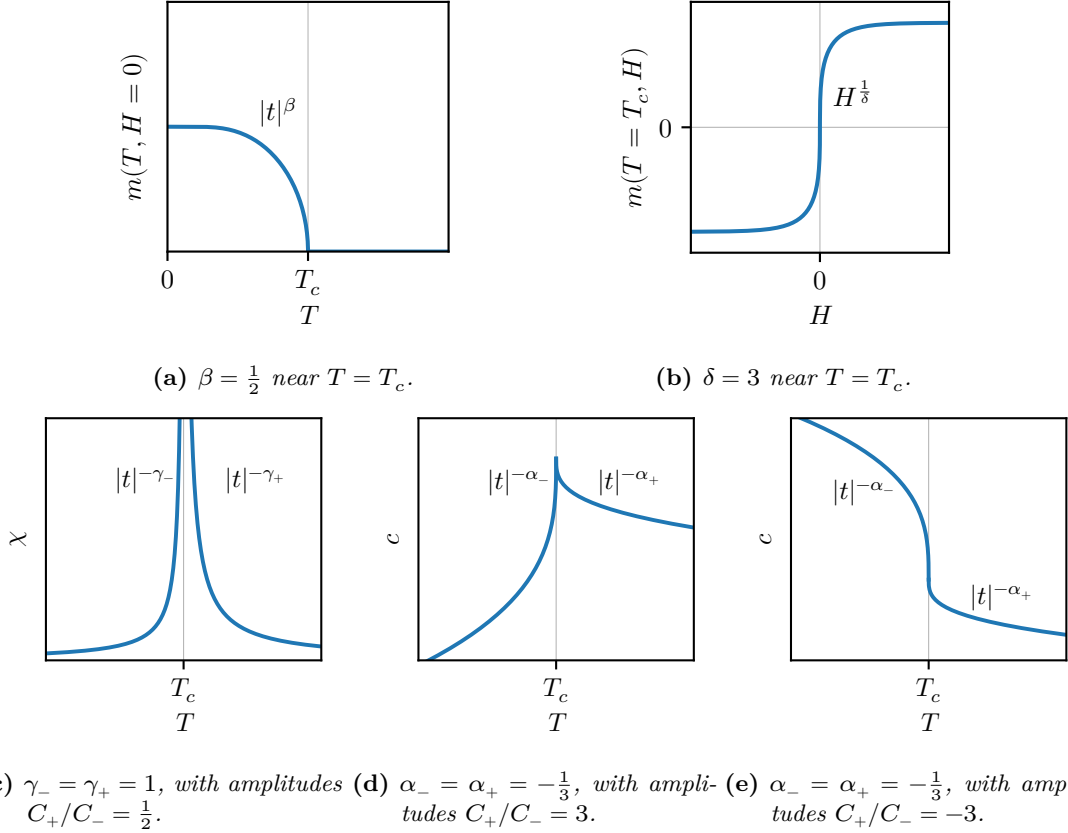 m(T, H = 0)
|t|^β
0
T_c
T
(a) β = 1/2 near T = T_c.
m(T = T_c, H)
0
H^{1/δ}
0
H
(b) δ = 3 near T = T_c.
χ
|t|^{-γ_-}
|t|^{-γ_+}
T_c
T
c
|t|^{-α_-}
|t|^{-α_+}
T_c
T
c
|t|^{-α_-}
|t|^{-α_+}
T_c
T
) γ_- = γ_+ = 1, with amplitudes
C_+/C_- = 1/2.
(d) α_- = α_+ = -1/3, with ampli-
tudes C_+/C_- = 3.
(e) α_- = α_+ = -1/3, with amp
tudes C_+/C_- = -3.